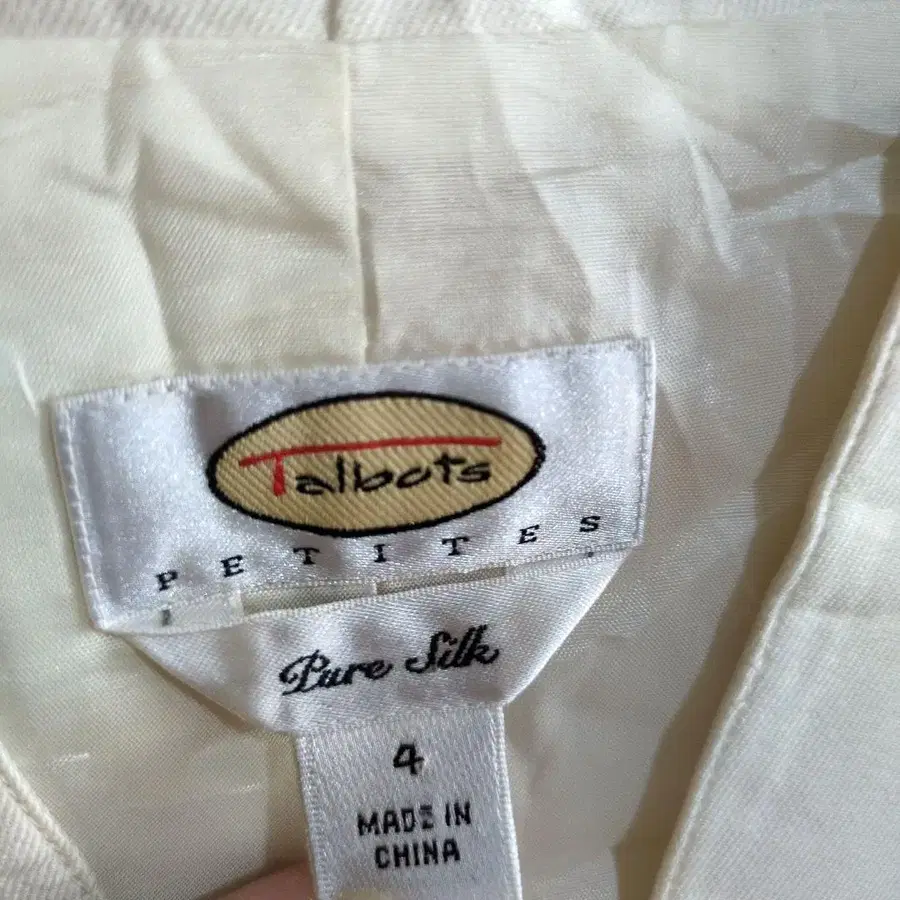 Talbots
PETITES
Pure Silk
4
MADE IN
CHINA